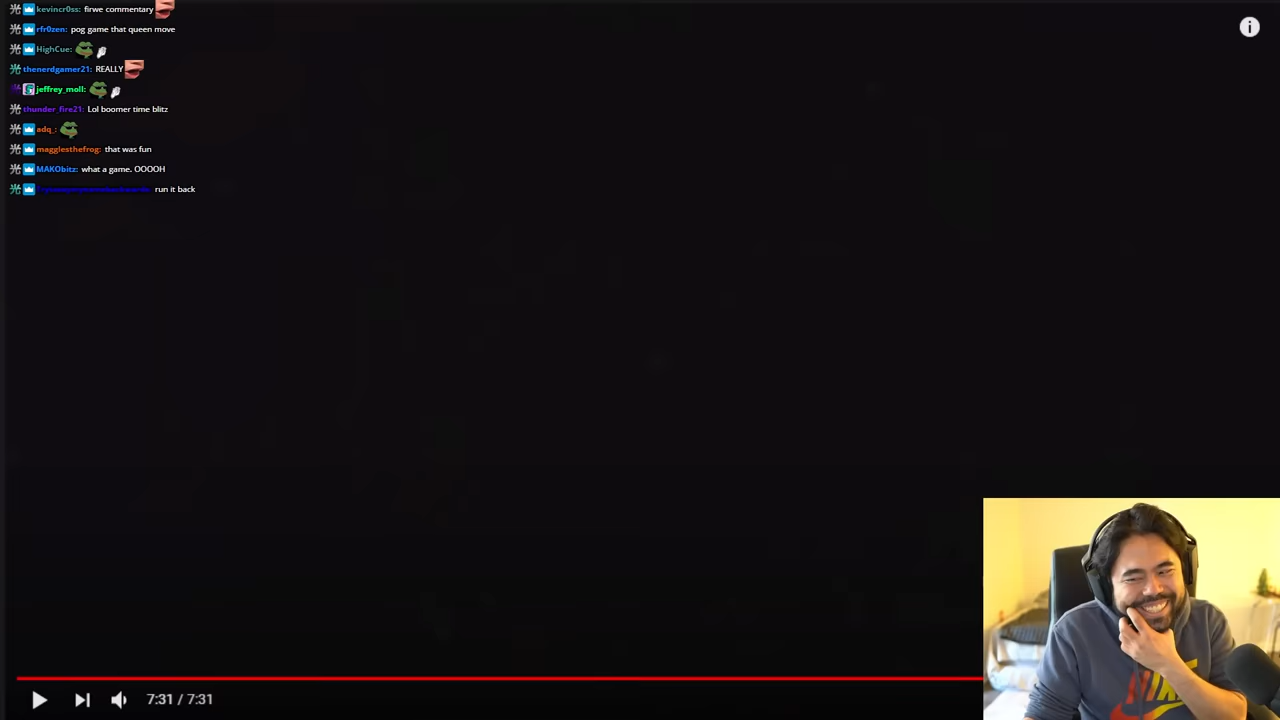 kevincr0ss: firwe commentary
rfr0zen: pog game that queen move
HighCue:
thenerdgamer21: REALLY
jeffrey_moll:
thunder_fire21: Lol boomer time blitz
adq_:
magglesthefrog: that was fun
MAKObitz: what a game. OOOOH
run it back
7:31 / 7:31